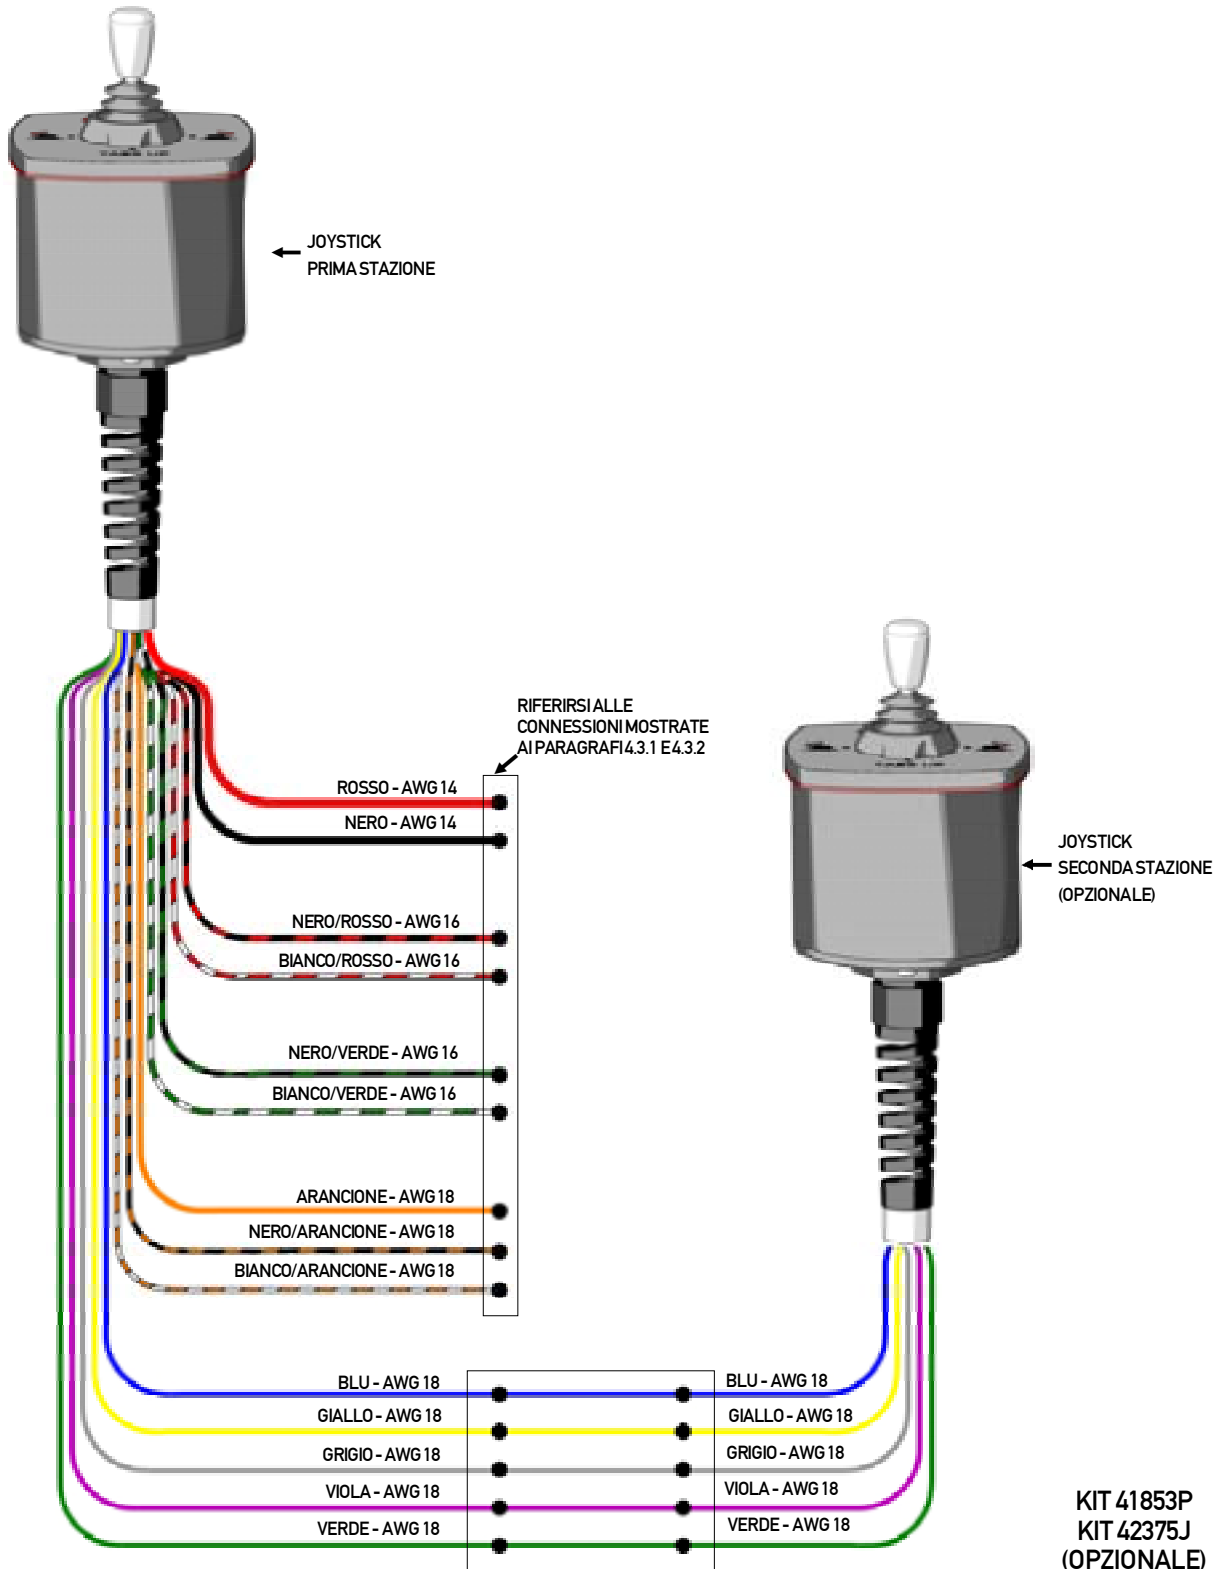 JOYSTICK
PRIMA STAZIONE
RIFERIRSI ALLE
CONNESSIONI MOSTRATE
AI PARAGRAFI 4.3.1 E 4.3.2
ROSSO - AWG 14
NERO - AWG 14
NERO/ROSSO - AWG 16
BIANCO/ROSSO - AWG 16
NERO/VERDE - AWG 16
BIANCO/VERDE - AWG 16
ARANCIONE - AWG 18
NERO/ARANCIONE - AWG 18
BIANCO/ARANCIONE - AWG 18
JOYSTICK
SECONDA STAZIONE
(OPZIONALE)
BLU - AWG 18
BLU - AWG 18
GIALLO - AWG 18
GIALLO - AWG 18
GRIGIO - AWG 18
GRIGIO - AWG 18
VIOLA - AWG 18
VIOLA - AWG 18
VERDE - AWG 18
VERDE - AWG 18
KIT 41853P
KIT 42375J
(OPZIONALE)